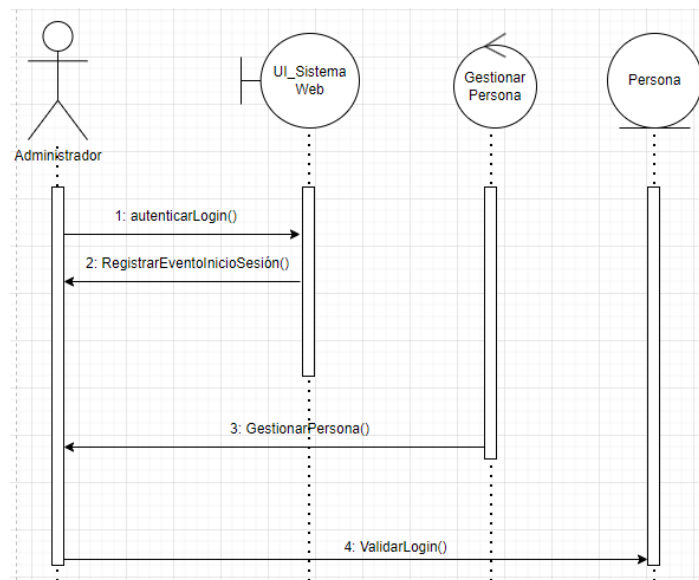 UI_Sistema
Web
Gestionar
Persona
Persona
Administrador
1: autenticarLogin()
2: RegistrarEventoInicioSesión()
3: GestionarPersona()
4: ValidarLogin()